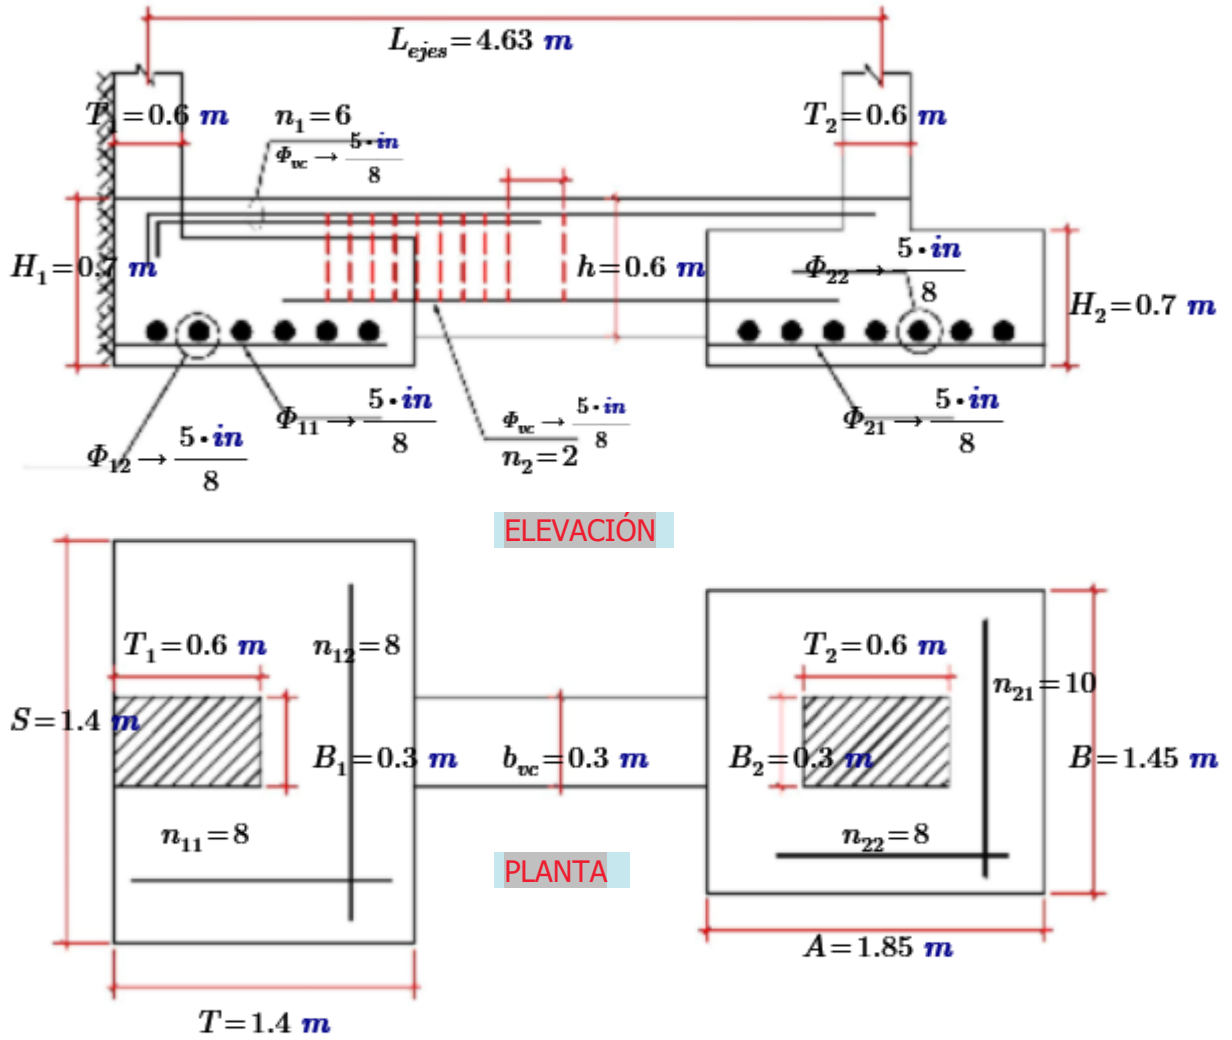 L_ejes=4.63 m
T_1=0.6 m
n_1=6
Φ_vc→5·in/8
T_2=0.6 m
H_1=0.7 m
h=0.6 m
Φ_22→5·in/8
H_2=0.7 m
Φ_12→5·in/8
Φ_11→5·in/8
Φ_vc→5·in/8
n_2=2
Φ_21→5·in/8
ELEVACIÓN
T_1=0.6 m
n_12=8
T_2=0.6 m
n_21=10
S=1.4 m
B_1=0.3 m
b_vc=0.3 m
B_2=0.3 m
B=1.45 m
n_11=8
n_22=8
PLANTA
A=1.85 m
T=1.4 m